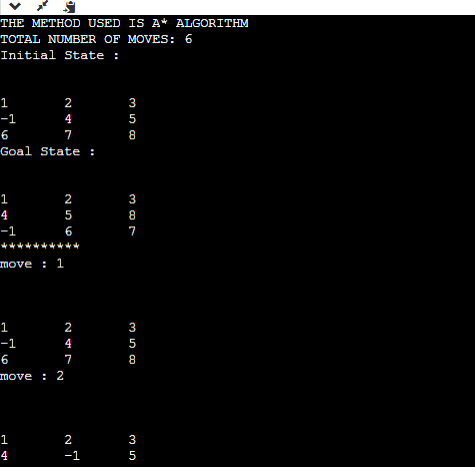 THE METHOD USED IS A* ALGORITHM
TOTAL NUMBER OF MOVES: 6
Initial State :
1 2 3
-1 4 5
6 7 8
Goal State :
1 2 3
4 5 8
-1 6 7
**********
move : 1
1 2 3
-1 4 5
6 7 8
move : 2
1 2 3
4 -1 5